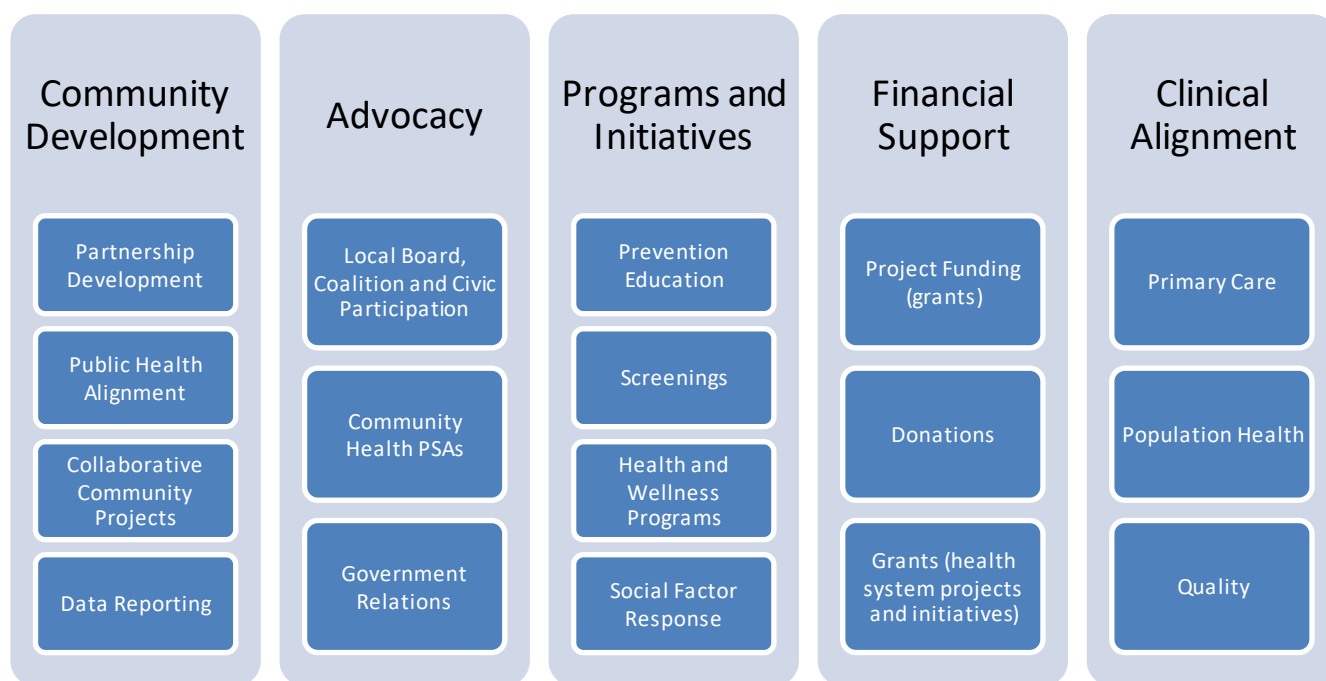 Community
Development
Partnership
Development
Public Health
Alignment
Collaborative
Community
Projects
Data Reporting
Advocacy
Local Board,
Coalition and Civic
Participation
Community
Health PSAs
Government
Relations
Programs and
Initiatives
Prevention
Education
Screenings
Health and
Wellness
Programs
Social Factor
Response
Financial
Support
Project Funding
(grants)
Donations
Grants (health
system projects
and initiatives)
Clinical
Alignment
Primary Care
Population Health
Quality